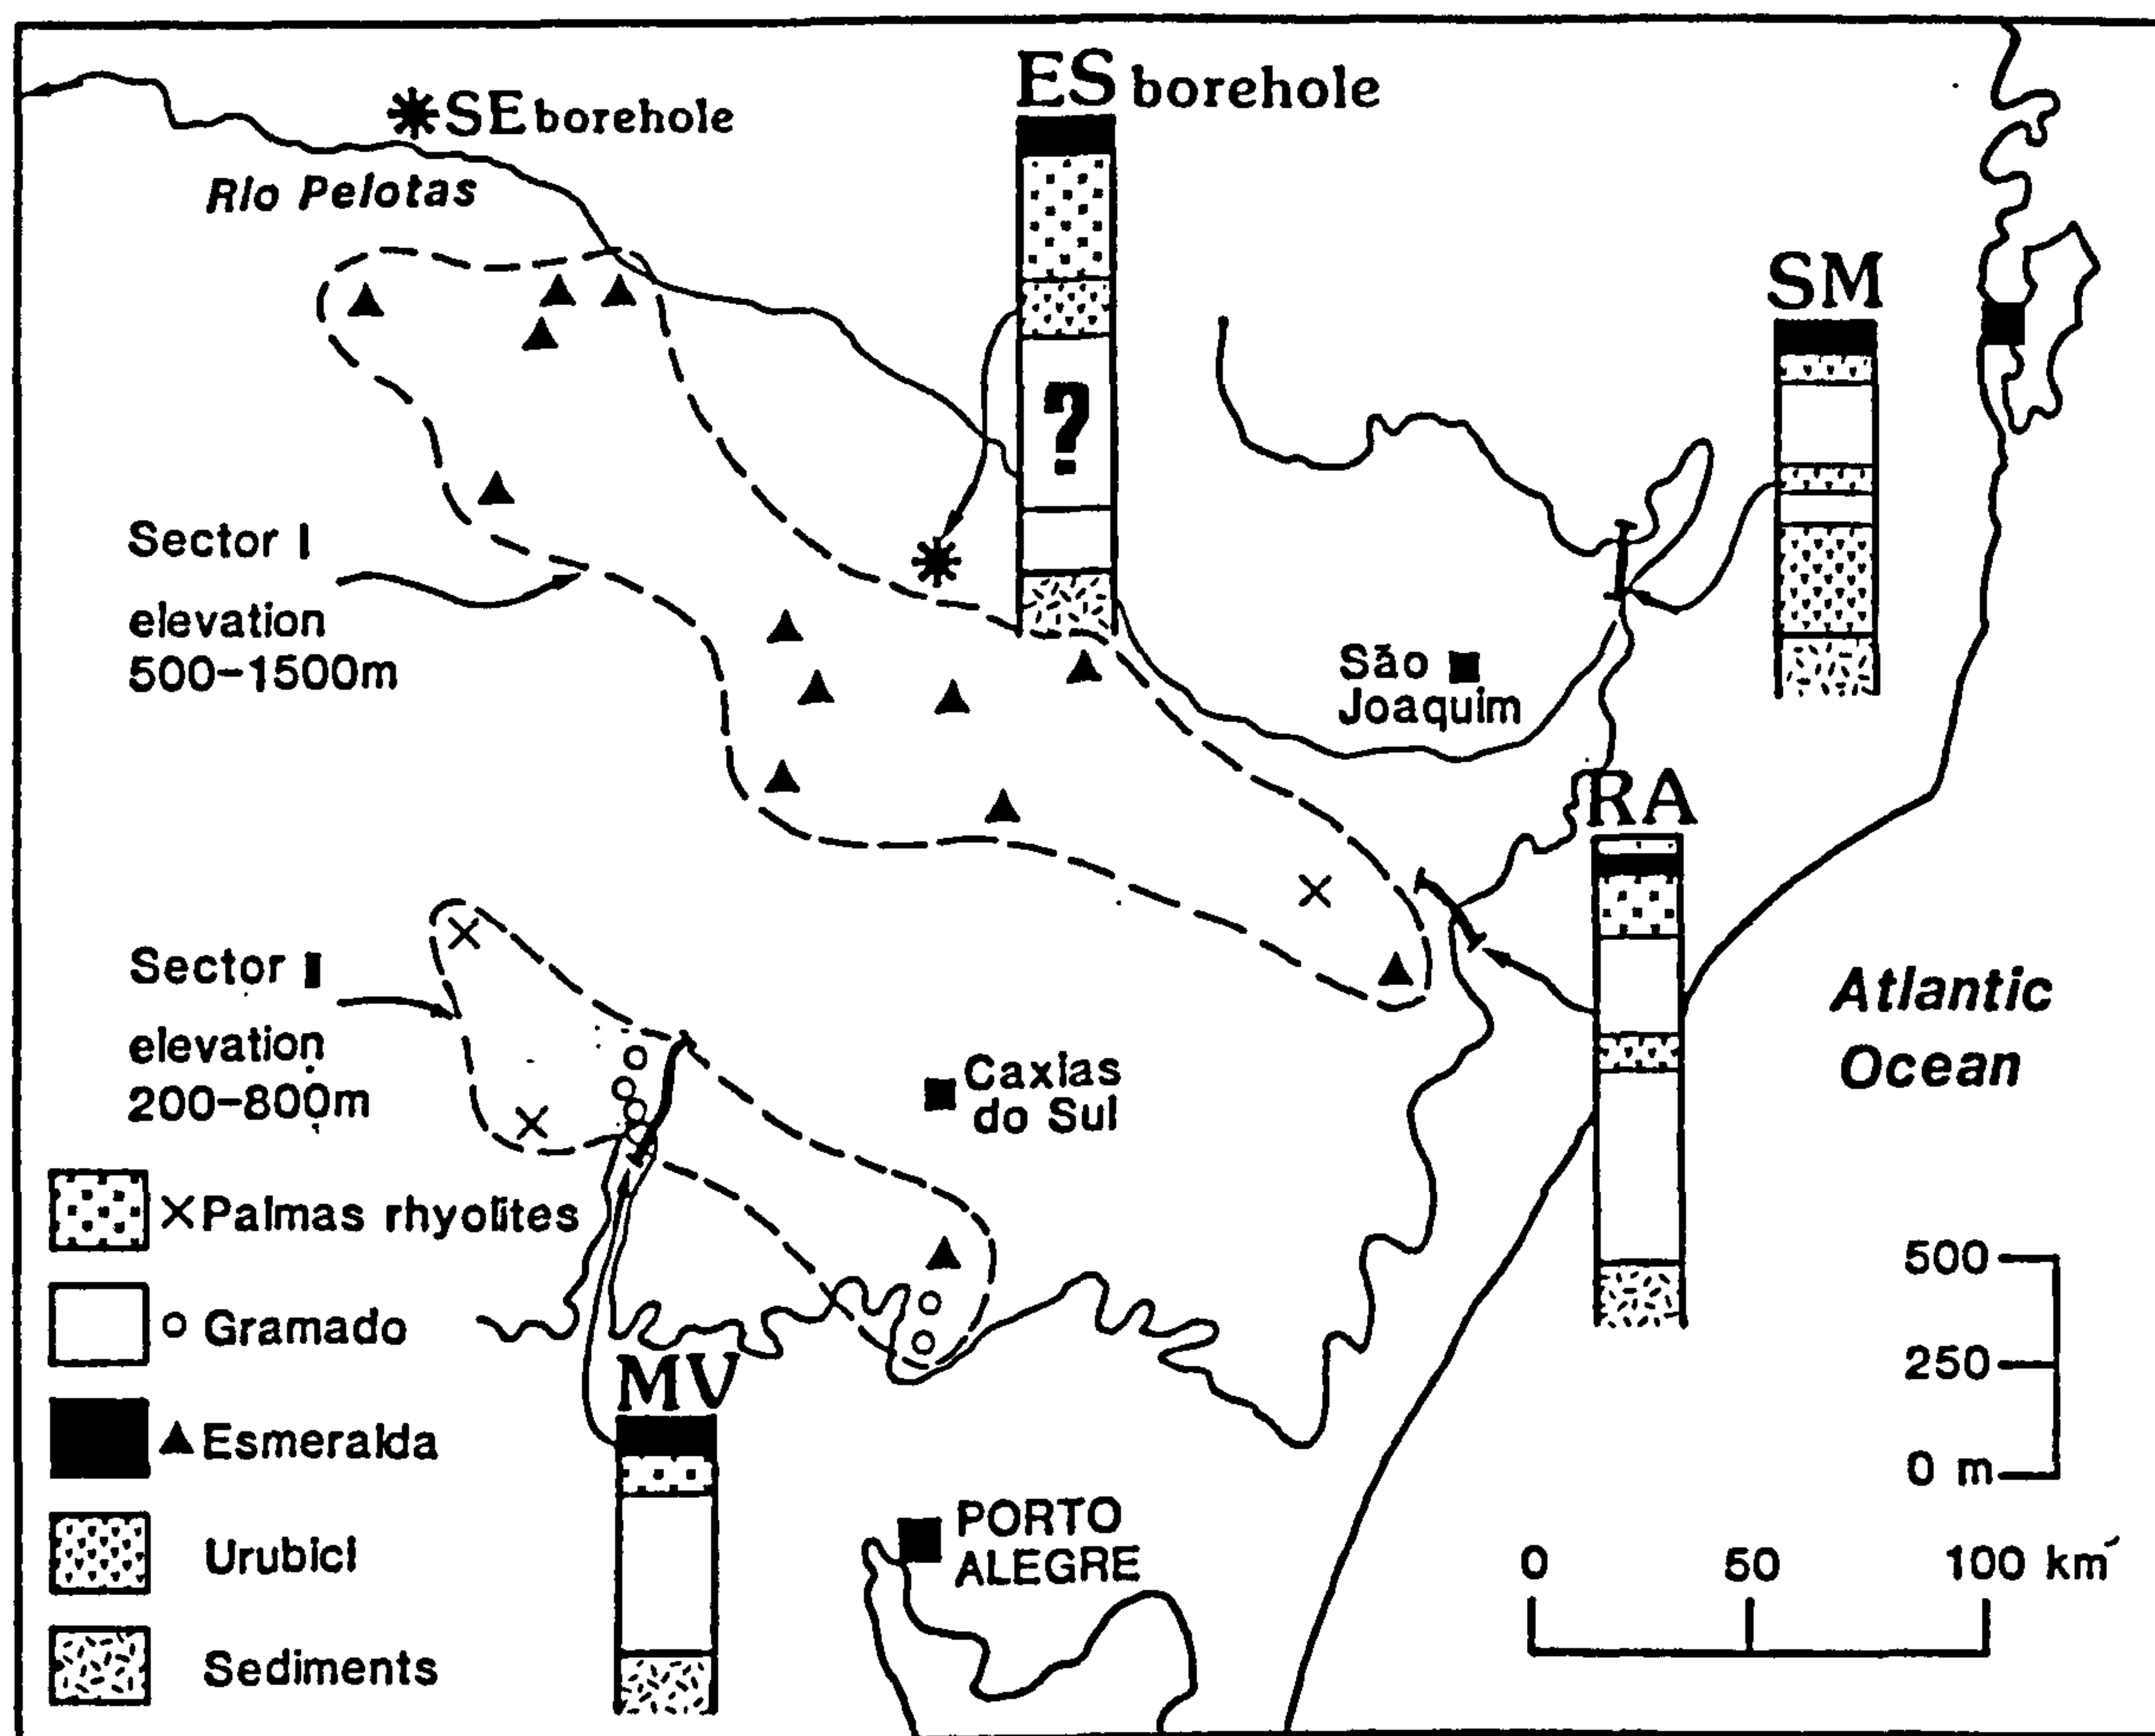 ES borehole
SE borehole
Rio Pelotas
SM
?
Sector I
elevation
500-1500m
São
Joaquim
RA
Sector II
elevation
200-800m
Atlantic
Ocean
Caxias
do Sul
Palmas rhyolites
Gramado
Esmeralda
Urubici
Sediments
MV
PORTO
ALEGRE
500
250
0 m
0 50 100 km